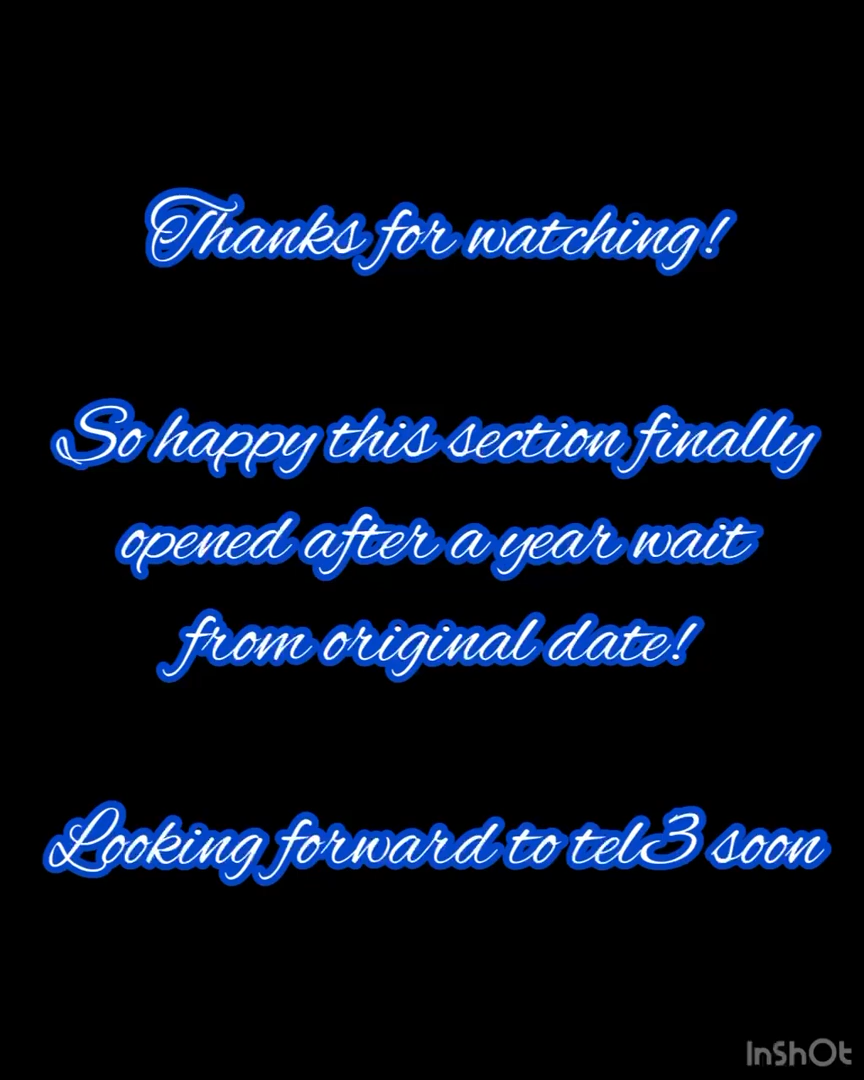 Thanks for watching!
So happy this section finally
opened after a year wait
from original date!
Looking forward to tel3 soon
InShOt